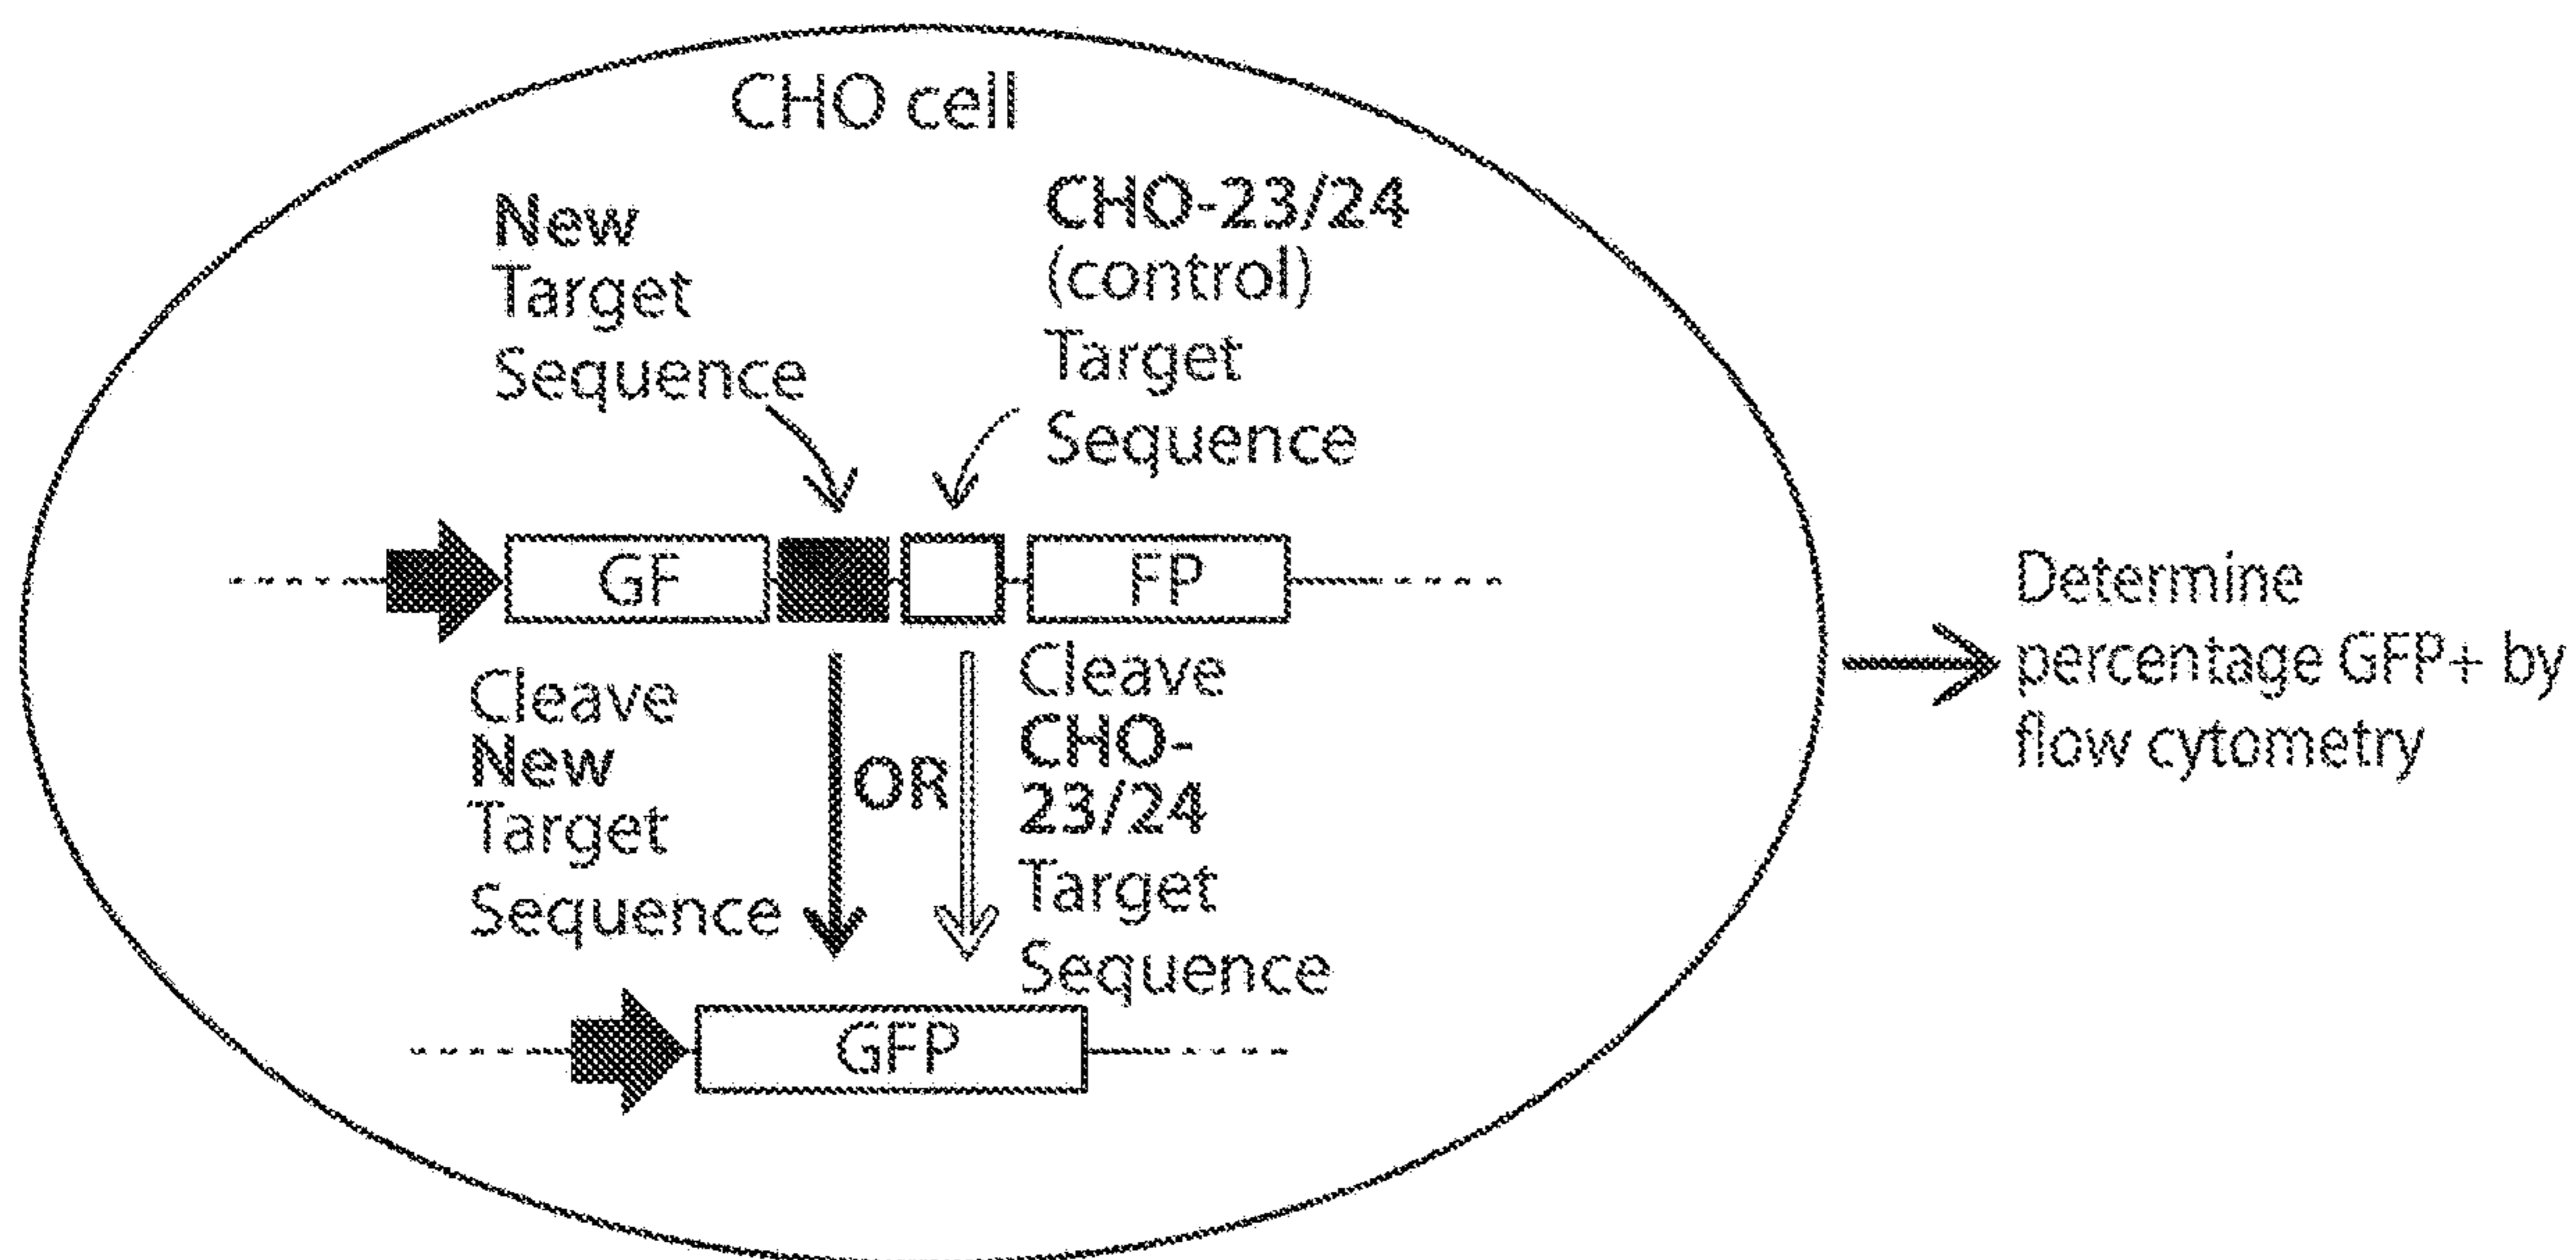 CHO cell
New
Target
Sequence
CHO-23/24
(control)
Target
Sequence
GF
FP
Cleave
New
Target
Sequence
OR
Cleave
CHO-
23/24
Target
Sequence
GFP
Determine
percentage GFP+ by
flow cytometry